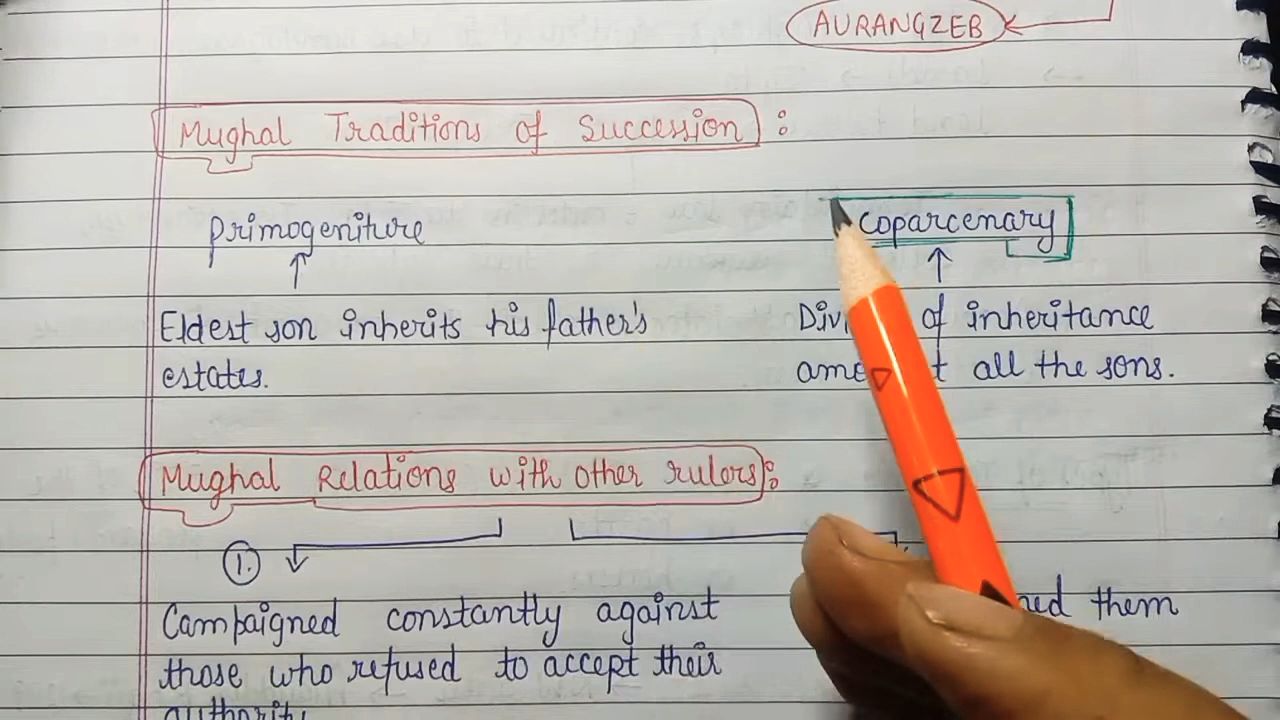 AURANGZEB
Mughal Traditions of Succession :
Primogeniture
Coparcenary
Eldest son inherits his father's
estates.
of inheritance
all the sons.
Mughal Relations with other rulers :
1.
Campaigned constantly against
those who refused to accept their
authority
them